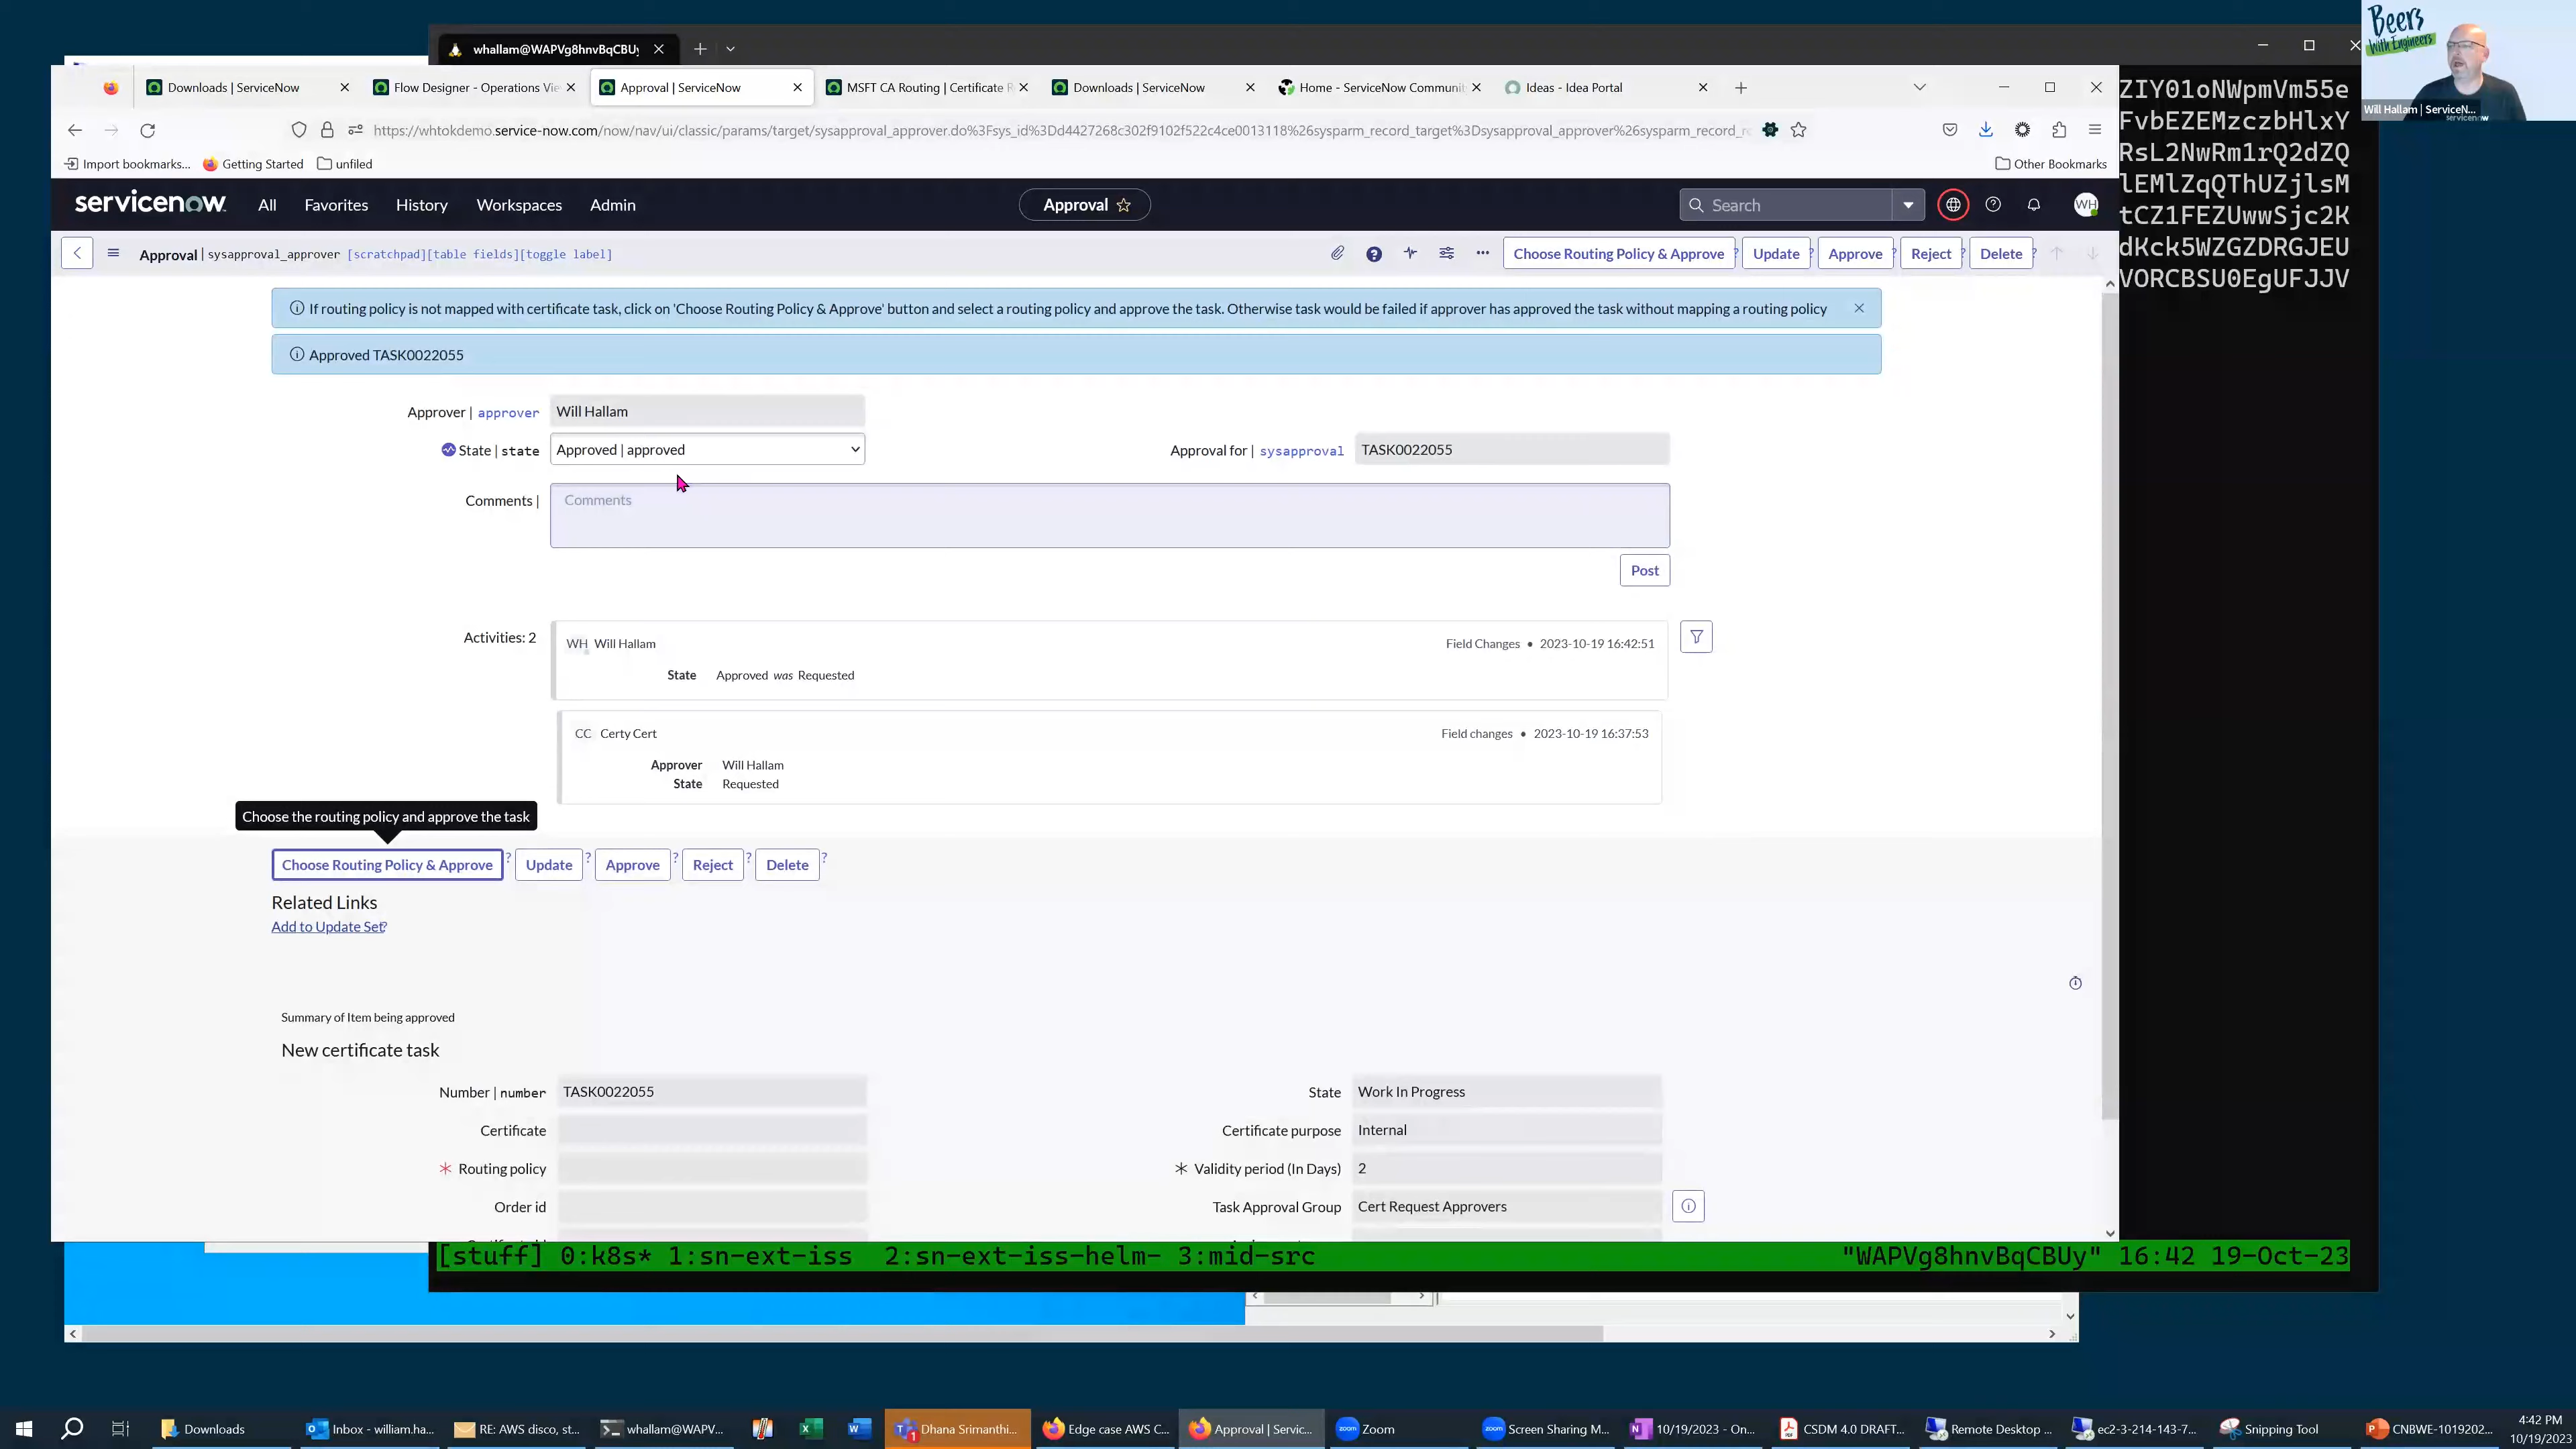 Beers
With Engineers
Will Hallam | ServiceN...
servicenow
whallam@WAPVg8hnvBqCBUy
ZIY01oNWpmVm55e
FvbEZEMzczbHlxY
RsL2NwRm1rQ2dZQ
lEMlZqQThUZjlsM
tCZ1FEZUwwSjc2K
dKck5WZGZDRGJEU
VORCBSU0EgUFJJV
Downloads | ServiceNow
Flow Designer - Operations Vie
Approval | ServiceNow
MSFT CA Routing | Certificate R
Downloads | ServiceNow
Home - ServiceNow Communit
Ideas - Idea Portal
https://whtokdemo.service-now.com/now/nav/ui/classic/params/target/sysapproval_approver.do%3Fsys_id%3Dd4427268c302f9102f522c4ce0013118%26sysparm_record_target%3Dsysapproval_approver%26sysparm_record_r
Import bookmarks...
Getting Started
unfiled
Other Bookmarks
servicenow
All
Favorites
History
Workspaces
Admin
Approval
Search
WH
Approval | sysapproval_approver [scratchpad][table fields][toggle label]
Choose Routing Policy & Approve ?
Update ?
Approve ?
Reject ?
Delete ?
If routing policy is not mapped with certificate task, click on 'Choose Routing Policy & Approve' button and select a routing policy and approve the task. Otherwise task would be failed if approver has approved the task without mapping a routing policy
Approved TASK0022055
Approver | approver
Will Hallam
State | state
Approved | approved
Approval for | sysapproval
TASK0022055
Comments |
Comments
Post
Activities: 2
WH Will Hallam
Field Changes • 2023-10-19 16:42:51
State Approved was Requested
CC Certy Cert
Field changes • 2023-10-19 16:37:53
Approver Will Hallam
State Requested
Choose the routing policy and approve the task
Choose Routing Policy & Approve ?
Update ?
Approve ?
Reject ?
Delete ?
Related Links
Add to Update Set?
Summary of Item being approved
New certificate task
Number | number
TASK0022055
State
Work In Progress
Certificate
Certificate purpose
Internal
* Routing policy
* Validity period (In Days)
2
Order id
Task Approval Group
Cert Request Approvers
[stuff] 0:k8s* 1:sn-ext-iss 2:sn-ext-iss-helm- 3:mid-src
"WAPVg8hnvBqCBUy" 16:42 19-Oct-23
Downloads
Inbox - william.ha...
RE: AWS disco, st...
whallam@WAPV...
1
Dhana Srimanthi...
Edge case AWS C...
Approval | Servic...
zoom
Zoom
zoom
Screen Sharing M...
10/19/2023 - On...
CSDM 4.0 DRAFT...
Remote Desktop ...
ec2-3-214-143-7...
Snipping Tool
CNBWE-1019202...
4:42 PM
10/19/2023